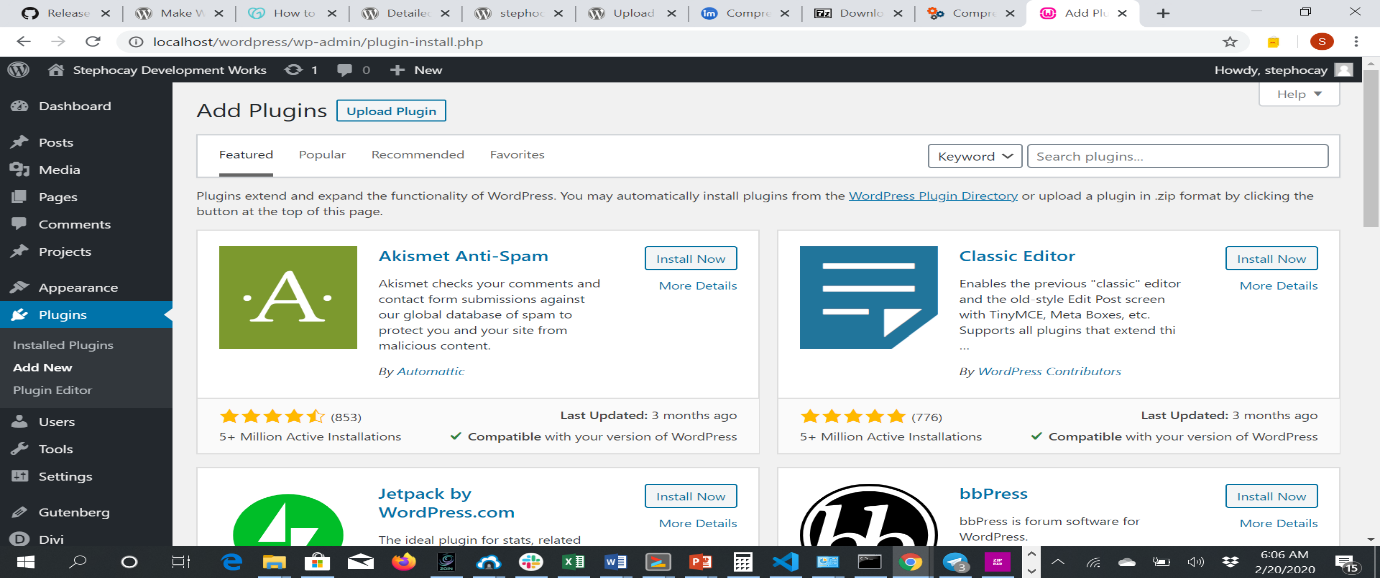 Release
Make W
How to
Detailed
stephoc
Upload
Compre
Downlo
Compre
Add Plu
localhost/wordpress/wp-admin/plugin-install.php
S
Stephocay Development Works
1
0
New
Howdy, stephocay
Dashboard
Posts
Media
Pages
Comments
Projects
Appearance
Plugins
Installed Plugins
Add New
Plugin Editor
Users
Tools
Settings
Gutenberg
Divi
Add Plugins
Upload Plugin
Help
Featured
Popular
Recommended
Favorites
Keyword
Search plugins...
Plugins extend and expand the functionality of WordPress. You may automatically install plugins from the WordPress Plugin Directory or upload a plugin in .zip format by clicking the
button at the top of this page.
A
Akismet Anti-Spam
Install Now
More Details
Akismet checks your comments and
contact form submissions against
our global database of spam to
protect you and your site from
malicious content.
By Automattic
(853)
Last Updated: 3 months ago
5+ Million Active Installations
Compatible with your version of WordPress
Classic Editor
Install Now
More Details
Enables the previous "classic" editor
and the old-style Edit Post screen
with TinyMCE, Meta Boxes, etc.
Supports all plugins that extend thi
...
By WordPress Contributors
(776)
Last Updated: 3 months ago
5+ Million Active Installations
Compatible with your version of WordPress
Jetpack by
WordPress.com
Install Now
More Details
The ideal plugin for stats, related
bb
bbPress
Install Now
More Details
bbPress is forum software for
WordPress.
6:06 AM
2/20/2020
3
15